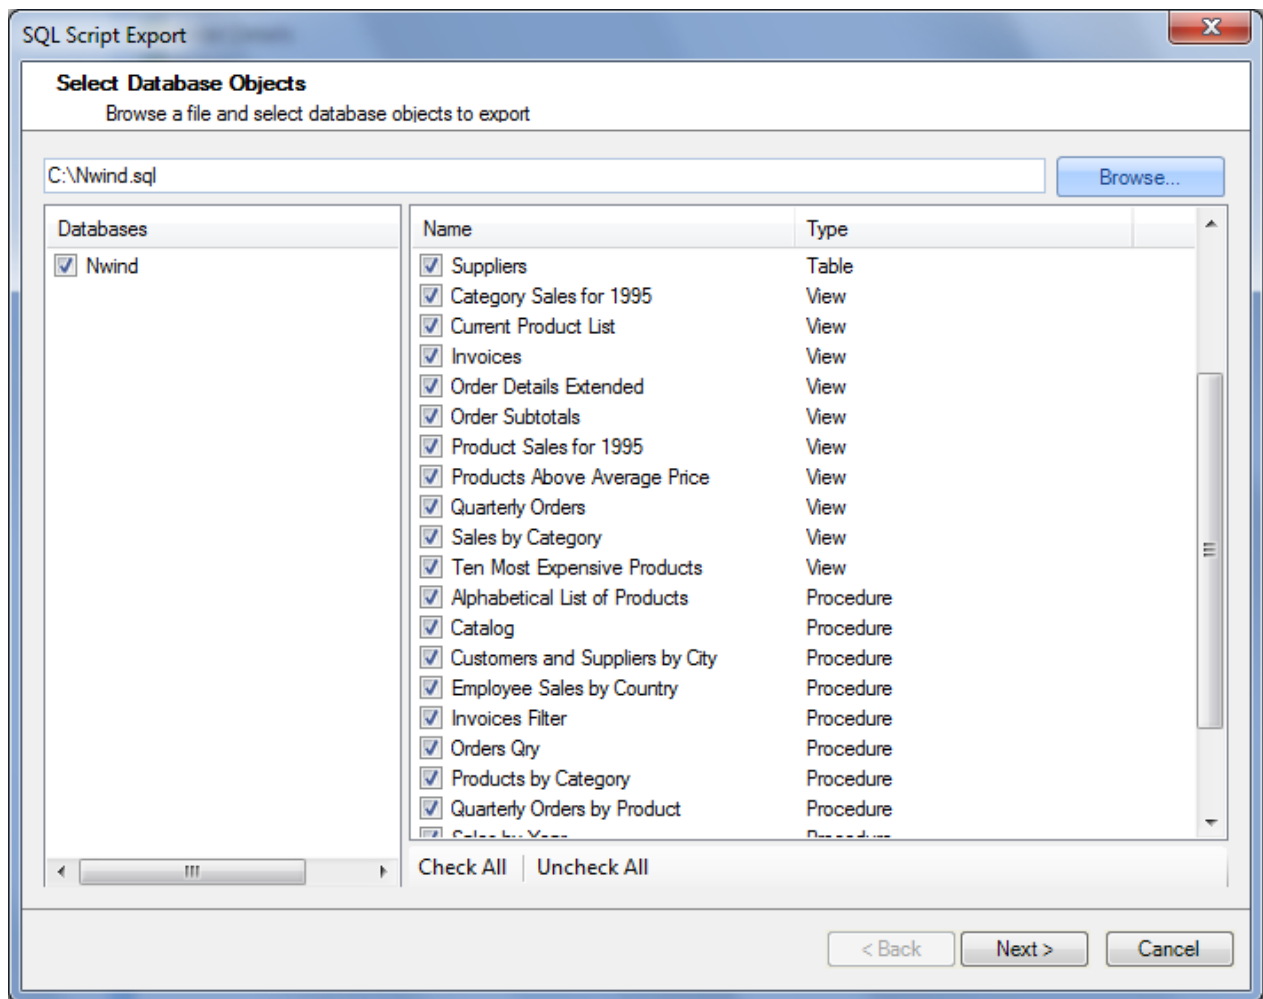 SQL Script Export
Select Database Objects
Browse a file and select database objects to export
C:\Nwind.sql Browse...
Databases Name Type
Nwind Suppliers Table
Category Sales for 1995 View
Current Product List View
Invoices View
Order Details Extended View
Order Subtotals View
Product Sales for 1995 View
Products Above Average Price View
Quarterly Orders View
Sales by Category View
Ten Most Expensive Products View
Alphabetical List of Products Procedure
Catalog Procedure
Customers and Suppliers by City Procedure
Employee Sales by Country Procedure
Invoices Filter Procedure
Orders Qry Procedure
Products by Category Procedure
Quarterly Orders by Product Procedure
Sales by Year Procedure
Check All Uncheck All
< Back Next > Cancel